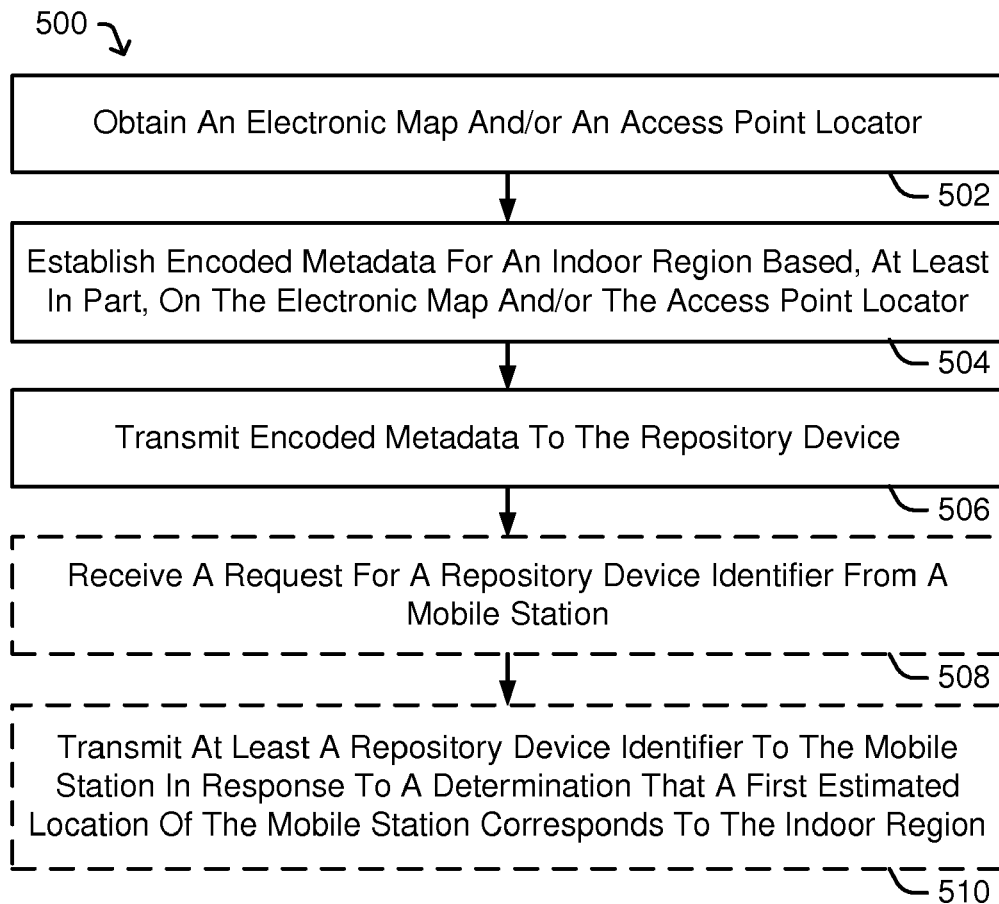 500
Obtain An Electronic Map And/or An Access Point Locator
502
Establish Encoded Metadata For An Indoor Region Based, At Least
In Part, On The Electronic Map And/or The Access Point Locator
504
Transmit Encoded Metadata To The Repository Device
506
Receive A Request For A Repository Device Identifier From A
Mobile Station
508
Transmit At Least A Repository Device Identifier To The Mobile
Station In Response To A Determination That A First Estimated
Location Of The Mobile Station Corresponds To The Indoor Region
510